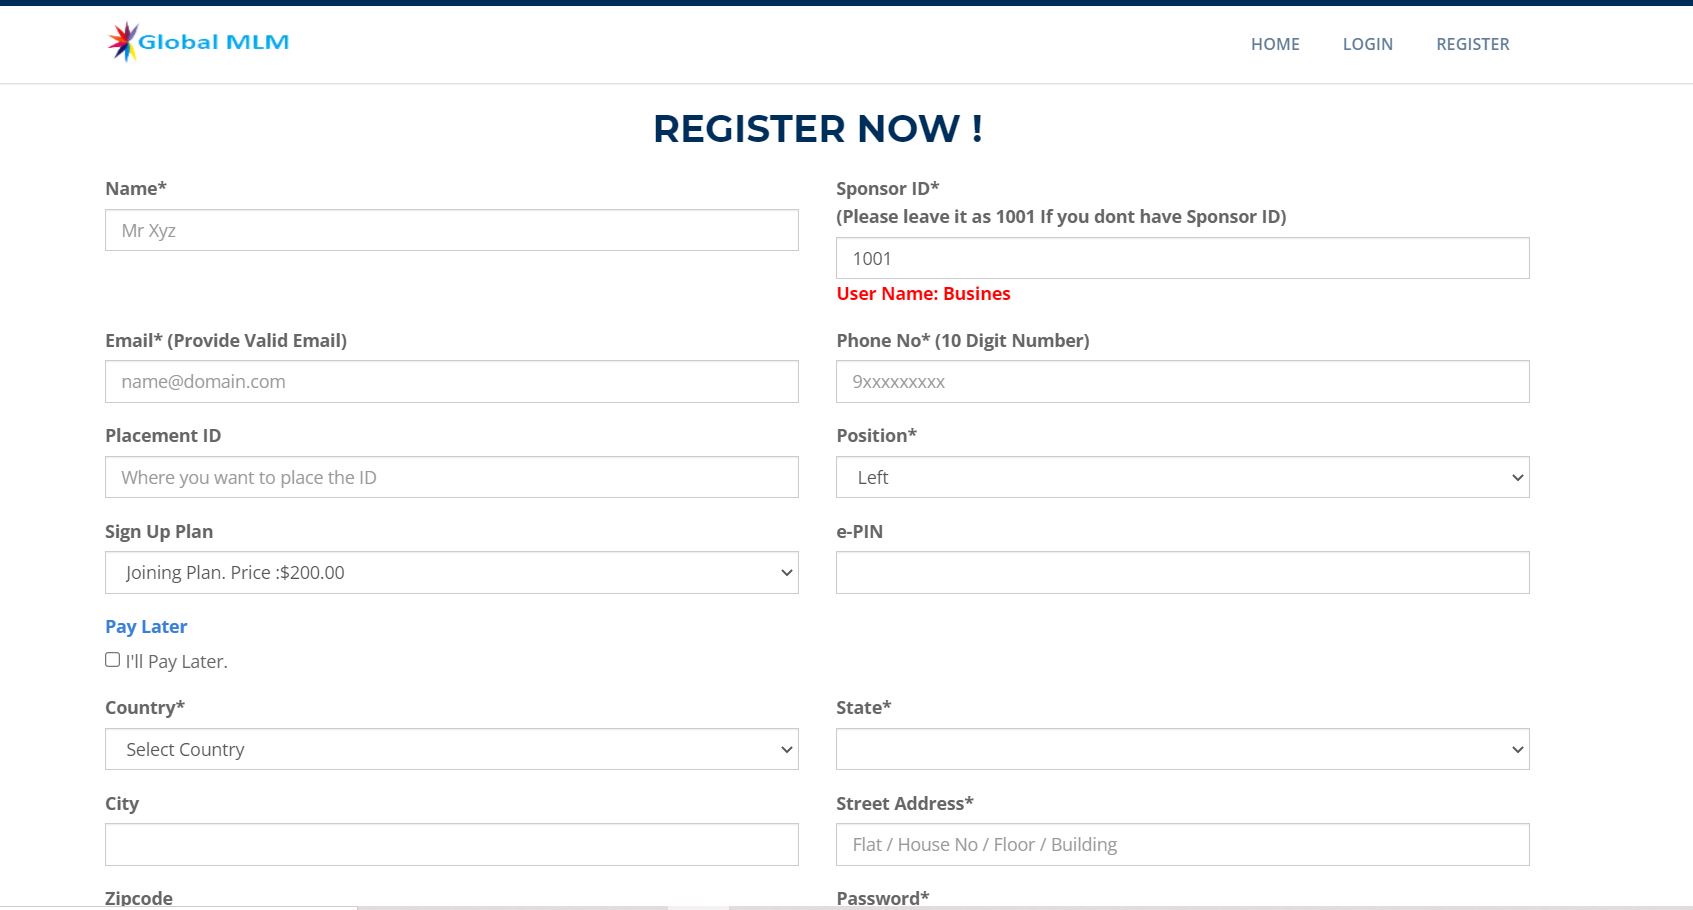 Global MLM
HOME
LOGIN
REGISTER
REGISTER NOW !
Name*
Mr Xyz
Sponsor ID*
(Please leave it as 1001 If you dont have Sponsor ID)
1001
User Name: Busines
Email* (Provide Valid Email)
name@domain.com
Phone No* (10 Digit Number)
9xxxxxxxxx
Placement ID
Where you want to place the ID
Position*
Left
Sign Up Plan
Joining Plan. Price :$200.00
e-PIN
Pay Later
I'll Pay Later.
Country*
Select Country
State*
City
Street Address*
Flat / House No / Floor / Building
Zipcode
Password*